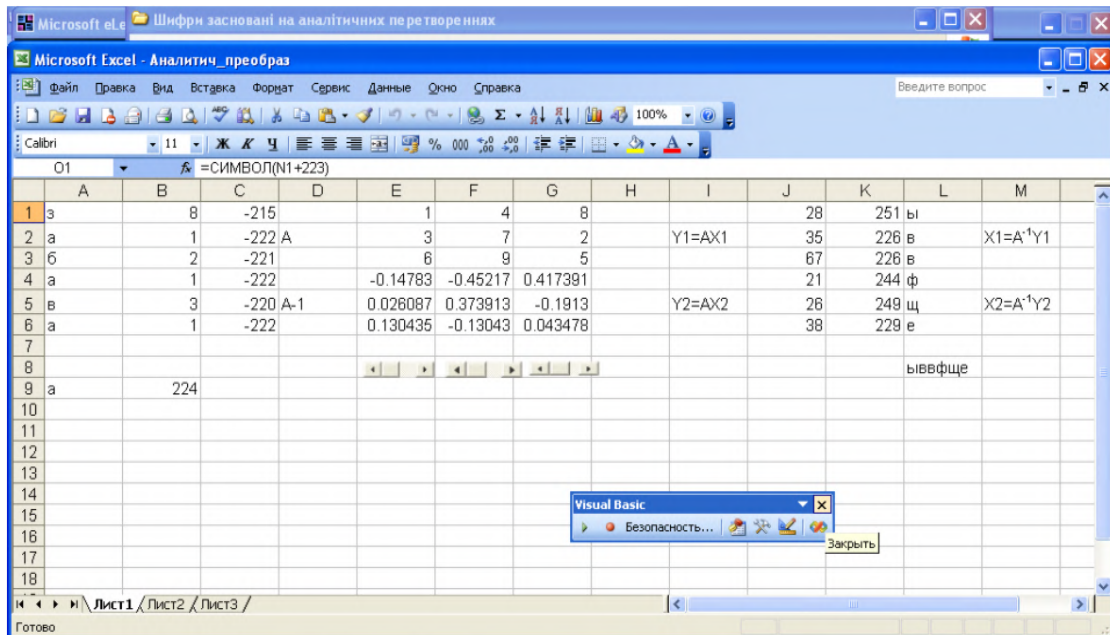 Microsoft eLe Шифри засновані на аналітичних перетвореннях
Microsoft Excel - Аналитич_преобраз
Файл Правка Вид Вставка Формат Сервис Данные Окно Справка Введите вопрос
100%
Calibri 11 Ж К Ч % 000
O1 fx =СИМВОЛ(N1+223)
A B C D E F G H I J K L M
1 з 8 -215 1 4 8 28 251 ы
2 а 1 -222 A 3 7 2 Y1=AX1 35 226 в X1=A⁻¹Y1
3 б 2 -221 6 9 5 67 226 в
4 а 1 -222 -0.14783 -0.45217 0.417391 21 244 ф
5 в 3 -220 A-1 0.026087 0.373913 -0.1913 Y2=AX2 26 249 щ X2=A⁻¹Y2
6 а 1 -222 0.130435 -0.13043 0.043478 38 229 е
7
8 ыввфще
9 а 224
10
11
12
13
14
Visual Basic
15
Безопасность...
16
Закрыть
17
18
Лист1 Лист2 Лист3
Готово